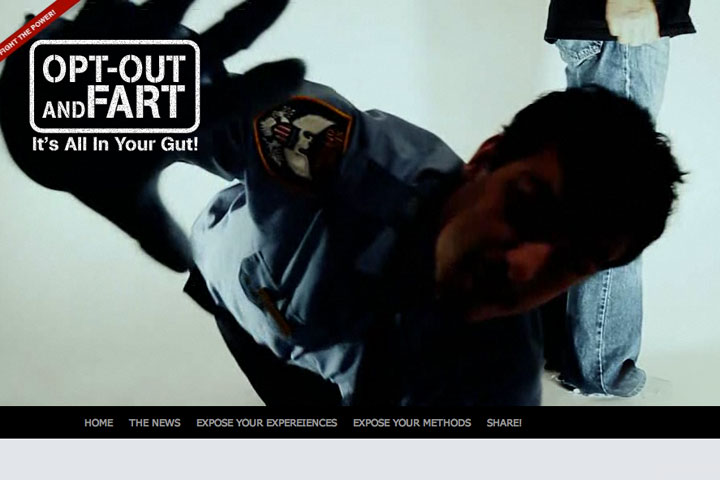 FIGHT THE POWER!
OPT-OUT
AND FART
It's All In Your Gut!
HOME THE NEWS EXPOSE YOUR EXPEREIENCES EXPOSE YOUR METHODS SHARE!